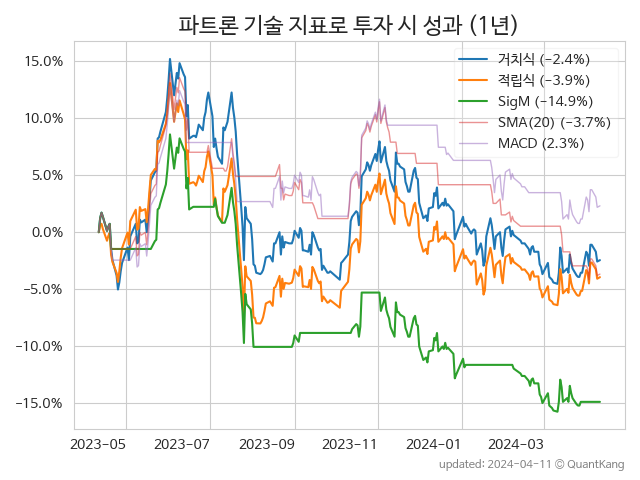 파트론 기술 지표로 투자 시 성과 (1년)
거치식 (-2.4%)
적립식 (-3.9%)
SigM (-14.9%)
SMA(20) (-3.7%)
MACD (2.3%)
15.0%
10.0%
5.0%
0.0%
-5.0%
-10.0%
-15.0%
2023-05 2023-07 2023-09 2023-11 2024-01 2024-03
updated: 2024-04-11 © QuantKang